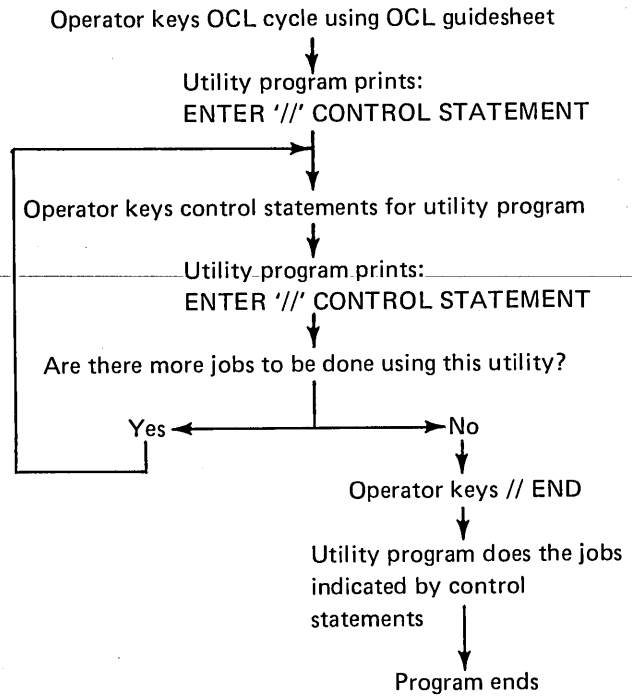 Operator keys OCL cycle using OCL guidesheet
Utility program prints:
ENTER '//' CONTROL STATEMENT
Operator keys control statements for utility program
Utility program prints:
ENTER '//' CONTROL STATEMENT
Are there more jobs to be done using this utility?
Yes
No
Operator keys // END
Utility program does the jobs
indicated by control
statements
Program ends